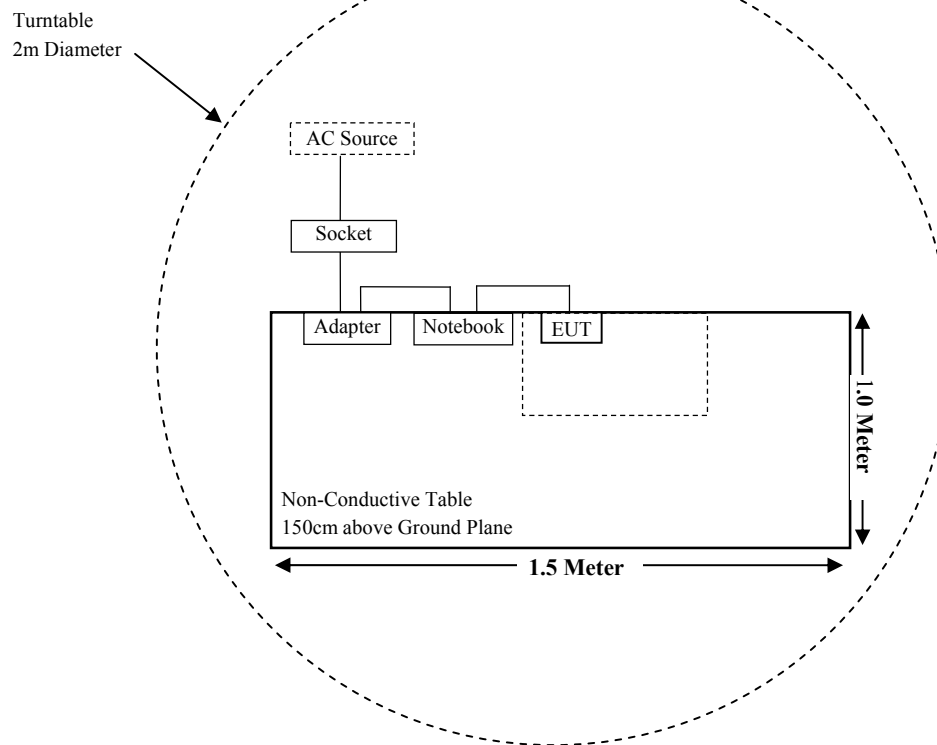 Turntable
2m Diameter
AC Source
Socket
Adapter
Notebook
EUT
1.0 Meter
Non-Conductive Table
150cm above Ground Plane
1.5 Meter